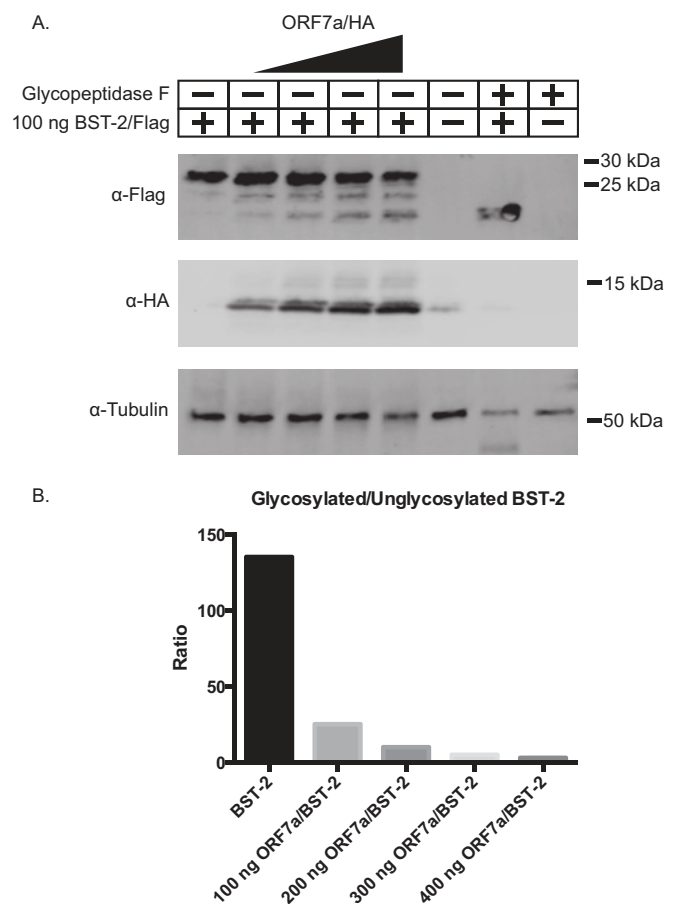 A.
ORF7a/HA
Glycopeptidase F − − − − − − + +
100 ng BST-2/Flag + + + + + − + −
α-Flag
30 kDa
25 kDa
α-HA
15 kDa
α-Tubulin
50 kDa
B.
Glycosylated/Unglycosylated BST-2
Ratio
150
100
50
0
BST-2
100 ng ORF7a/BST-2
200 ng ORF7a/BST-2
300 ng ORF7a/BST-2
400 ng ORF7a/BST-2